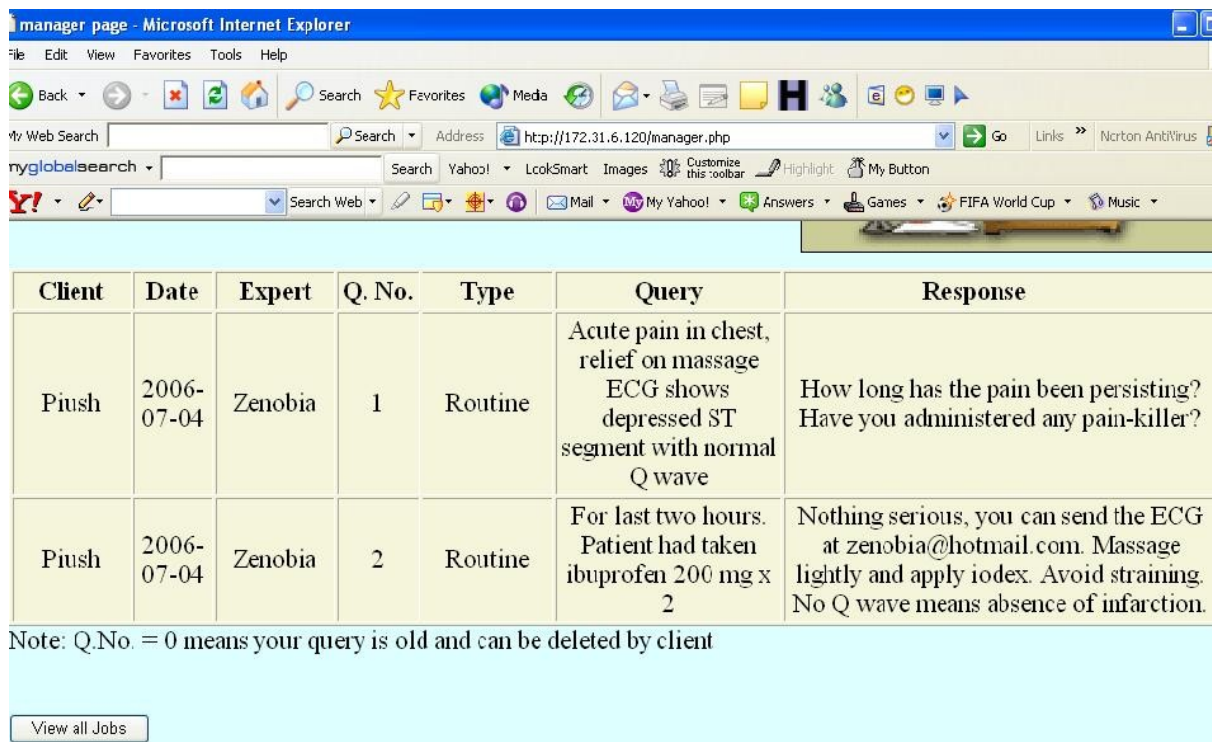 manager page - Microsoft Internet Explorer
File Edit View Favorites Tools Help
Back Search Favorites Media
My Web Search Search Address http://172.31.6.120/manager.php Go Links » Norton AntiVirus
myglobalsearch Search Yahoo! LookSmart Images Customize this toolbar Highlight My Button
Y! Search Web Mail My Yahoo! Answers Games FIFA World Cup Music
Client Date Expert Q. No. Type Query Response
Piush
2006-
07-04
Zenobia
1
Routine
Acute pain in chest,
relief on massage
ECG shows
depressed ST
segment with normal
Q wave
How long has the pain been persisting?
Have you administered any pain-killer?
Piush
2006-
07-04
Zenobia
2
Routine
For last two hours.
Patient had taken
ibuprofen 200 mg x
2
Nothing serious, you can send the ECG
at zenobia@hotmail.com. Massage
lightly and apply iodex. Avoid straining.
No Q wave means absence of infarction.
Note: Q.No. = 0 means your query is old and can be deleted by client
View all Jobs